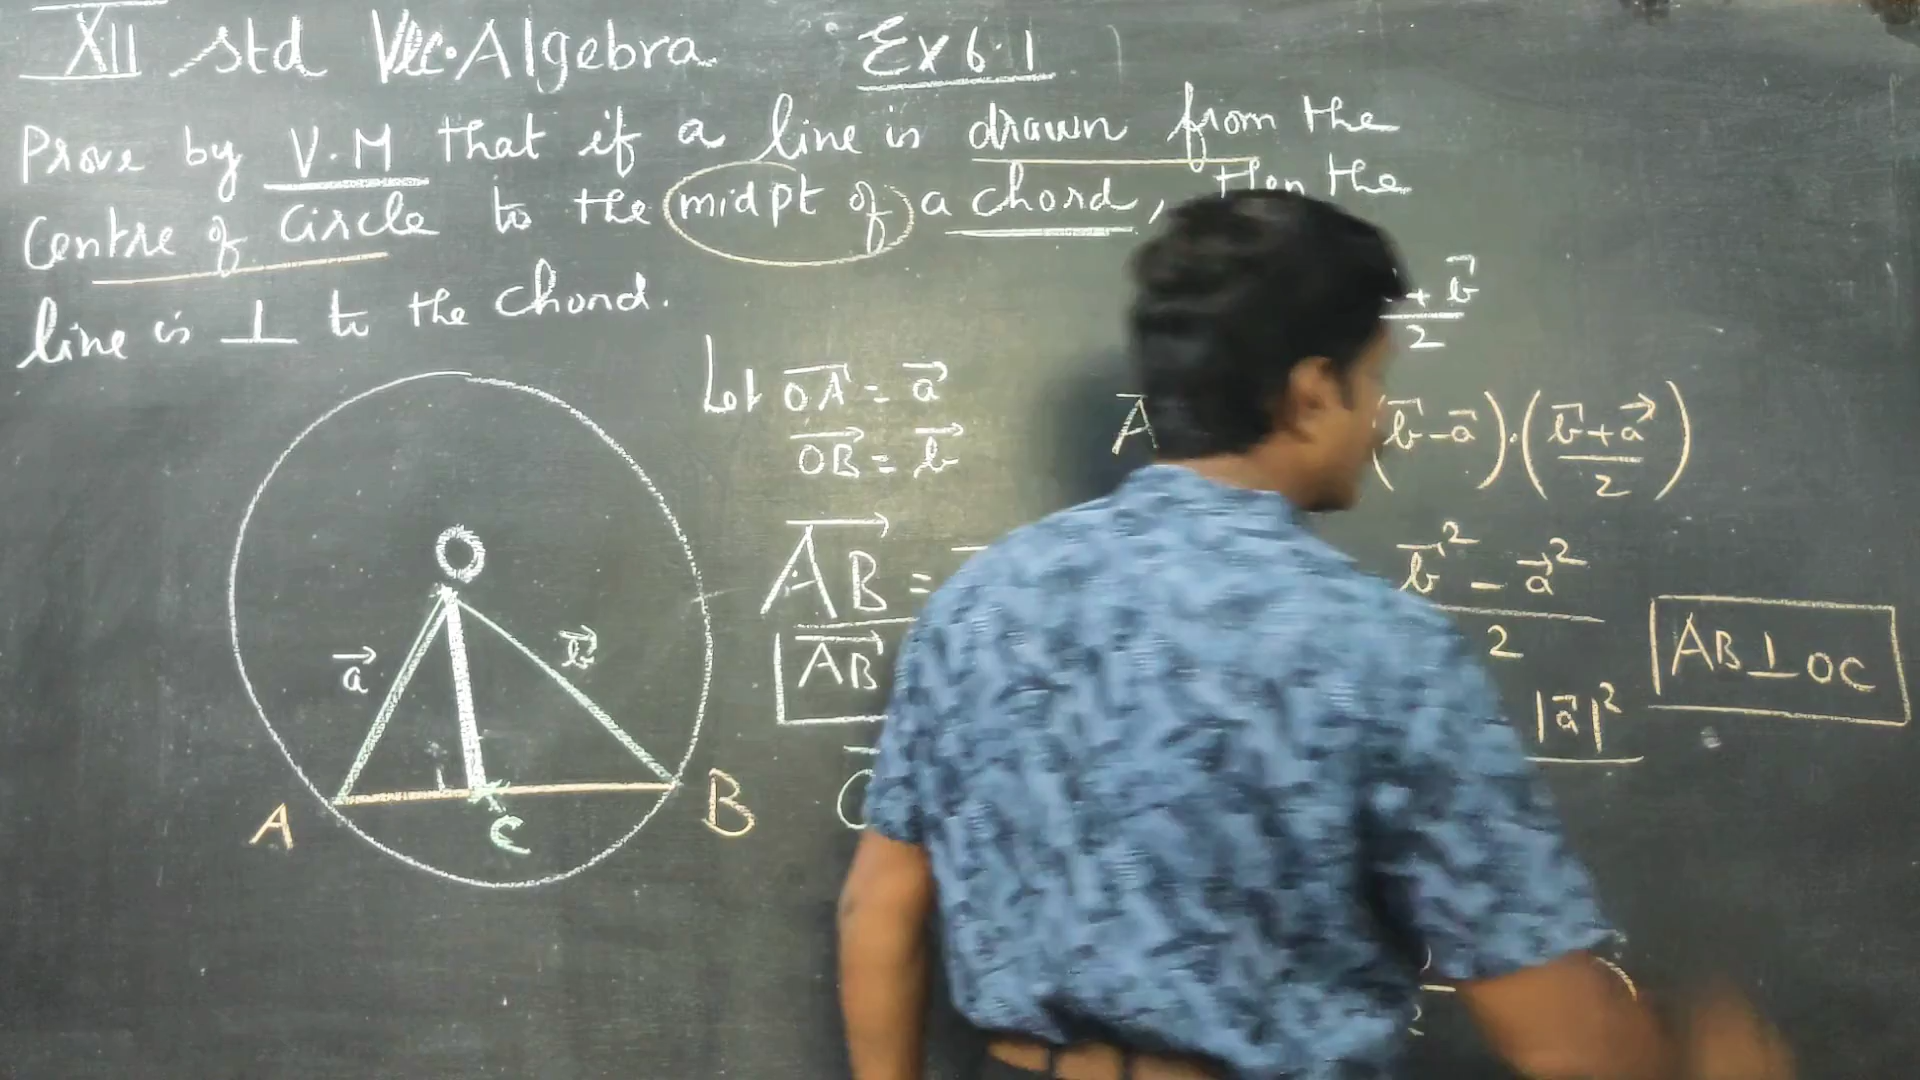 XII std Vec. Algebra Ex 6.1
Prove by V.M that if a line is drawn from the
Centre of Circle to the midpt of a chord, then the
line is ⊥ to the chord.
+ b⃗
2
Let OA⃗ = a⃗
OB⃗ = b⃗
(b⃗ - a⃗) · (b⃗ + a⃗ / 2)
AB⃗ =
b⃗² - a⃗²
2
AB⃗
|a⃗|²
AB ⊥ OC
O
a⃗ b⃗
A C B